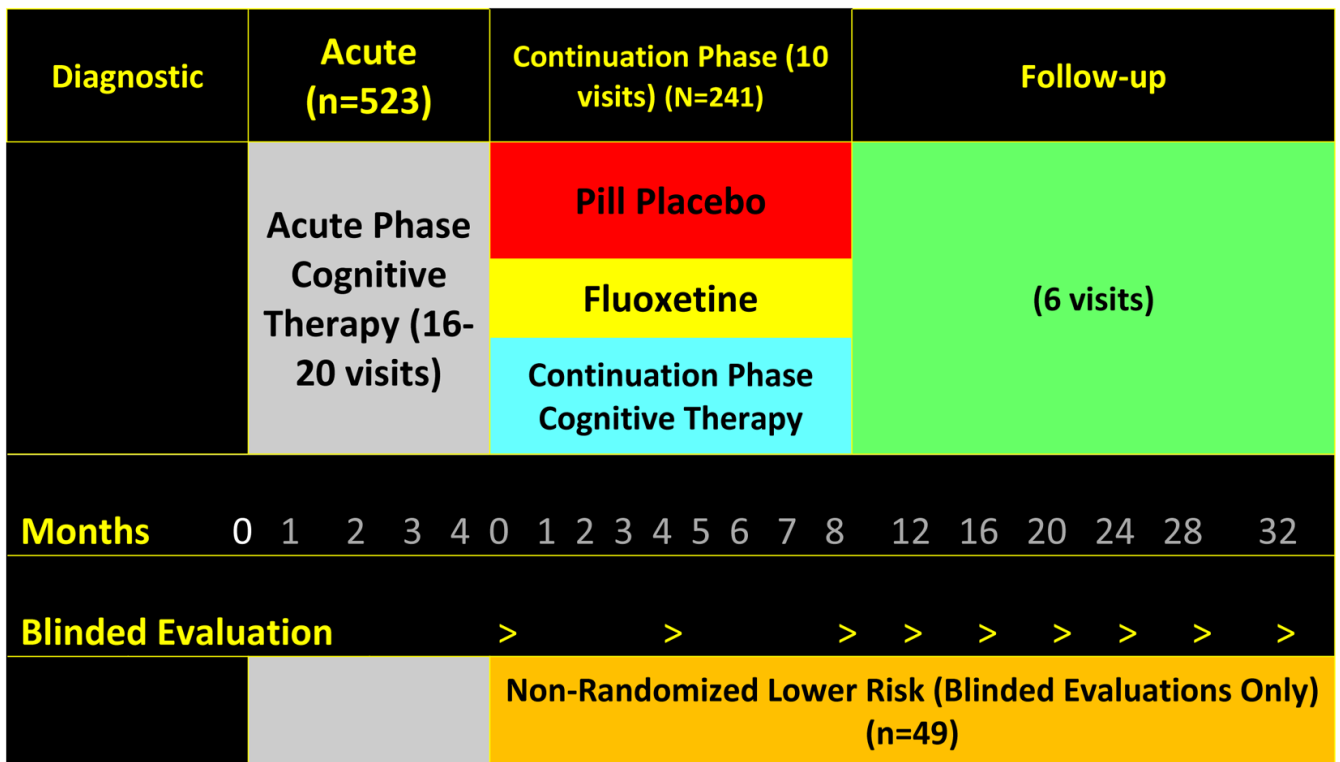 Diagnostic
Acute
(n=523)
Continuation Phase (10
visits) (N=241)
Follow-up
Acute Phase
Cognitive
Therapy (16-
20 visits)
Pill Placebo
Fluoxetine
Continuation Phase
Cognitive Therapy
(6 visits)
Months 0 1 2 3 4 0 1 2 3 4 5 6 7 8 12 16 20 24 28 32
Blinded Evaluation > > > > > > > > >
Non-Randomized Lower Risk (Blinded Evaluations Only)
(n=49)